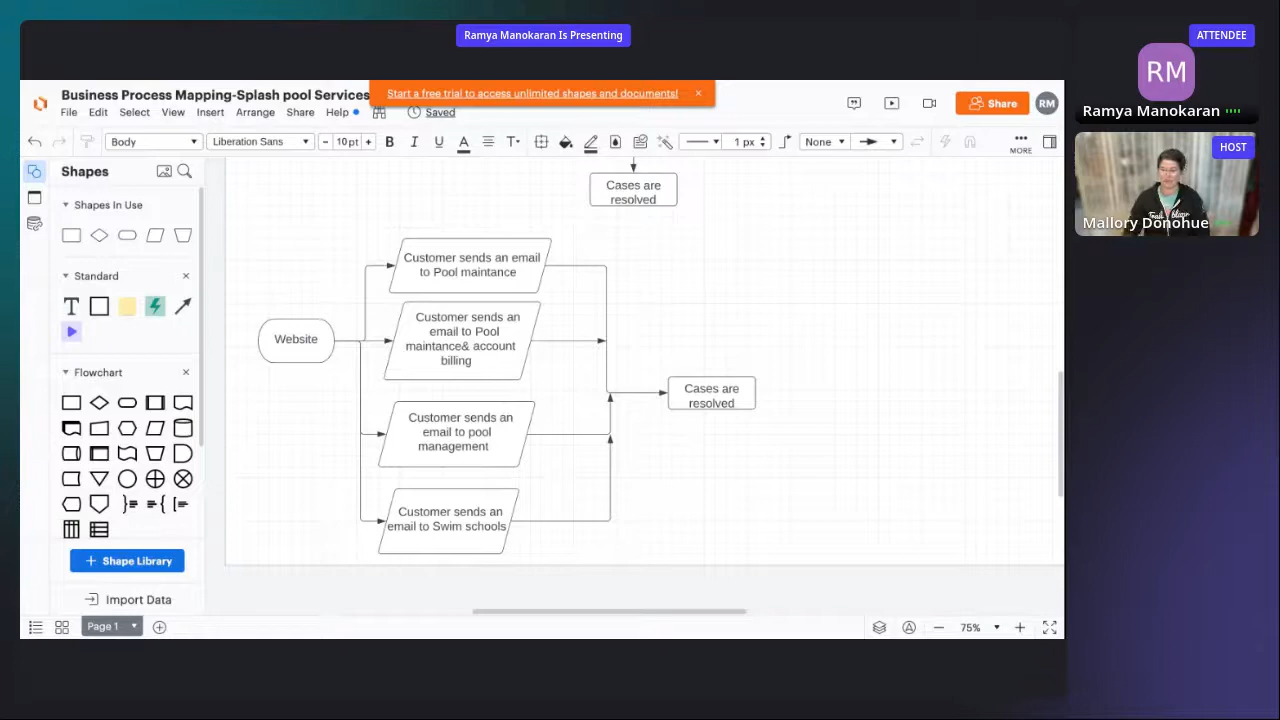 Ramya Manokaran Is Presenting
ATTENDEE
RM
Ramya Manokaran
HOST
Mallory Donohue
Business Process Mapping-Splash pool Services
Start a free trial to access unlimited shapes and documents! ×
File Edit Select View Insert Arrange Share Help Saved
Share
RM
Body Liberation Sans − 10 pt + B I U A T 1 px None MORE
Shapes
Shapes In Use
Standard
T
Flowchart
+ Shape Library
Import Data
Cases are
resolved
Customer sends an email
to Pool maintance
Customer sends an
email to Pool
maintance& account
billing
Website
Cases are
resolved
Customer sends an
email to pool
management
Customer sends an
email to Swim schools
Page 1
75%